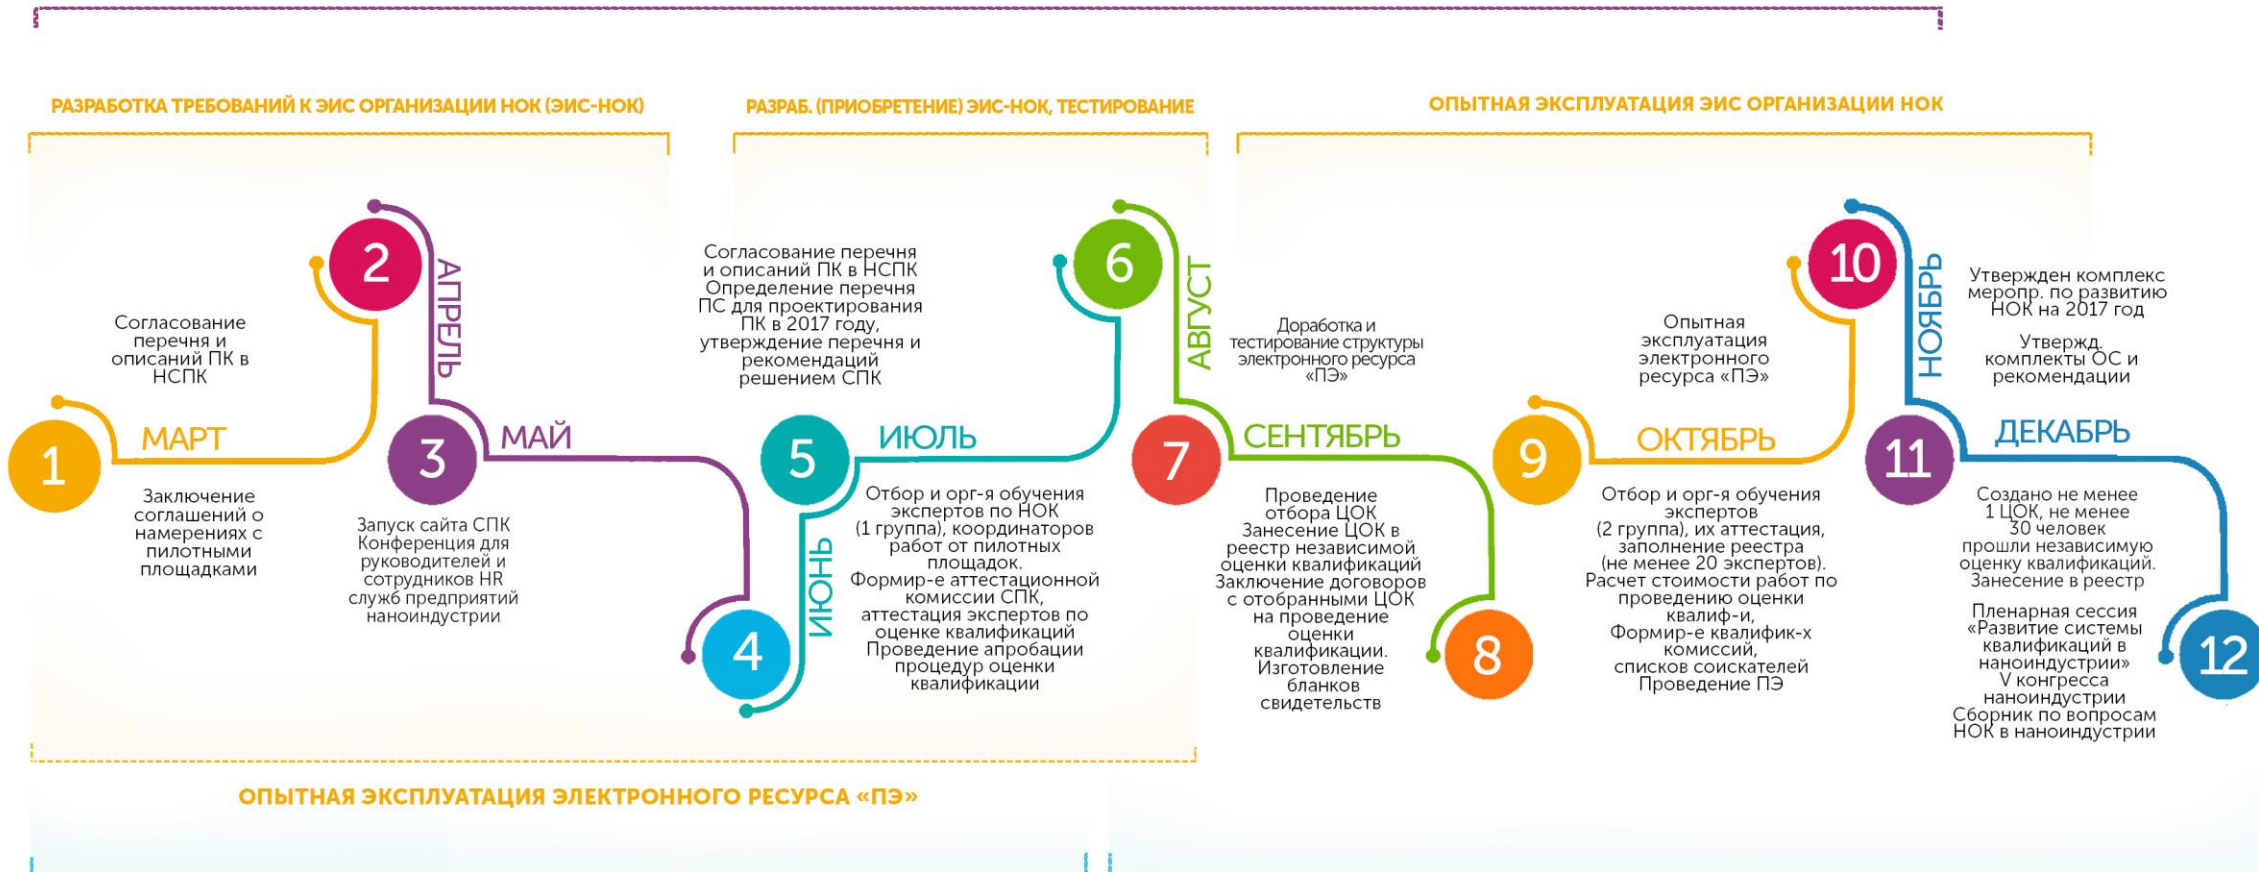 РАЗРАБОТКА ТРЕБОВАНИЙ К ЭИС ОРГАНИЗАЦИИ НОК (ЭИС-НОК)
РАЗРАБ. (ПРИОБРЕТЕНИЕ) ЭИС-НОК, ТЕСТИРОВАНИЕ
ОПЫТНАЯ ЭКСПЛУАТАЦИЯ ЭИС ОРГАНИЗАЦИИ НОК
1
МАРТ
Согласование
перечня и
описаний ПК в
НСПК
Заключение
соглашений о
намерениях с
пилотными
площадками
2
АПРЕЛЬ
3
МАЙ
Запуск сайта СПК
Конференция для
руководителей и
сотрудников HR
служб предприятий
наноиндустрии
4
ИЮНЬ
5
ИЮЛЬ
Согласование перечня
и описаний ПК в НСПК
Определение перечня
ПС для проектирования
ПК в 2017 году,
утверждение перечня и
рекомендаций
решением СПК
Отбор и орг-я обучения
экспертов по НОК
(1 группа), координаторов
работ от пилотных
площадок.
Формир-е аттестационной
комиссии СПК,
аттестация экспертов по
оценке квалификаций
Проведение апробации
процедур оценки
квалификации
6
АВГУСТ
7
СЕНТЯБРЬ
Доработка и
тестирование структуры
электронного ресурса
«ПЭ»
Проведение
отбора ЦОК
Занесение ЦОК в
реестр независимой
оценки квалификаций
Заключение договоров
с отобранными ЦОК
на проведение
оценки
квалификации.
Изготовление
бланков
свидетельств
8
9
ОКТЯБРЬ
Опытная
эксплуатация
электронного
ресурса «ПЭ»
Отбор и орг-я обучения
экспертов
(2 группа), их аттестация,
заполнение реестра
(не менее 20 экспертов).
Расчет стоимости работ по
проведению оценки
квалиф-и,
Формир-е квалифик-х
комиссий,
списков соискателей
Проведение ПЭ
10
НОЯБРЬ
11
ДЕКАБРЬ
Утвержден комплекс
меропр. по развитию
НОК на 2017 год
Утвержд.
комплекты ОС и
рекомендации
Создано не менее
1 ЦОК, не менее
30 человек
прошли независимую
оценку квалификаций.
Занесение в реестр
Пленарная сессия
«Развитие системы
квалификаций в
наноиндустрии»
V конгресса
наноиндустрии
Сборник по вопросам
НОК в наноиндустрии
12
ОПЫТНАЯ ЭКСПЛУАТАЦИЯ ЭЛЕКТРОННОГО РЕСУРСА «ПЭ»